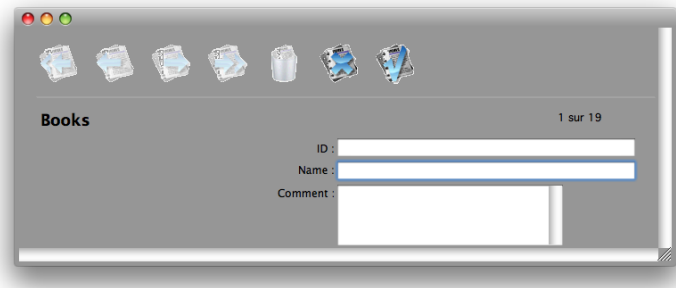 Books
1 sur 19
ID :
Name :
Comment :